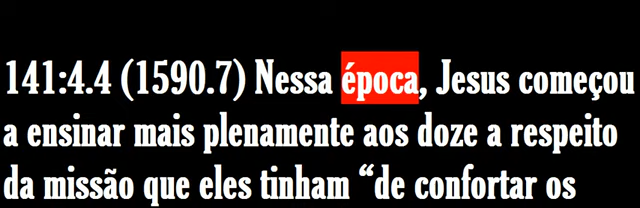 141:4.4 (1590.7) Nessa época, Jesus começou
a ensinar mais plenamente aos doze a respeito
da missão que eles tinham “de confortar os